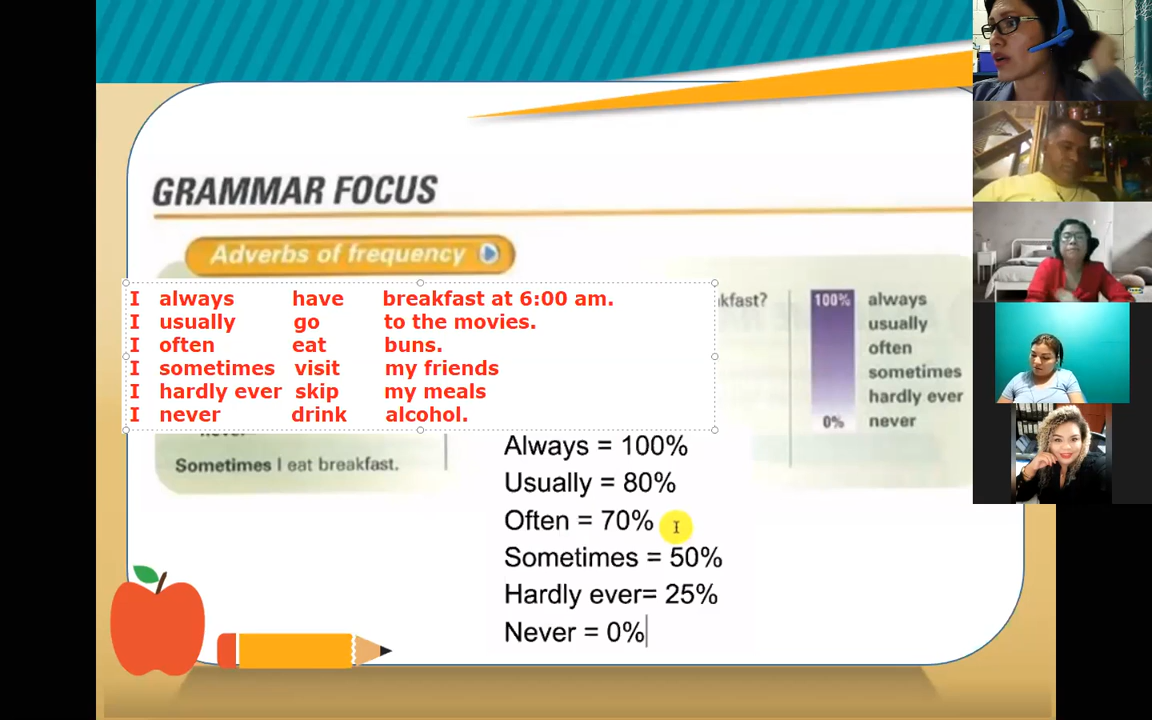 GRAMMAR FOCUS
Adverbs of frequency
I always have breakfast at 6:00 am.
I usually go to the movies.
I often eat buns.
I sometimes visit my friends
I hardly ever skip my meals
I never drink alcohol.
Sometimes I eat breakfast.
kfast?
100% always
usually
often
sometimes
hardly ever
0% never
Always = 100%
Usually = 80%
Often = 70%
Sometimes = 50%
Hardly ever= 25%
Never = 0%